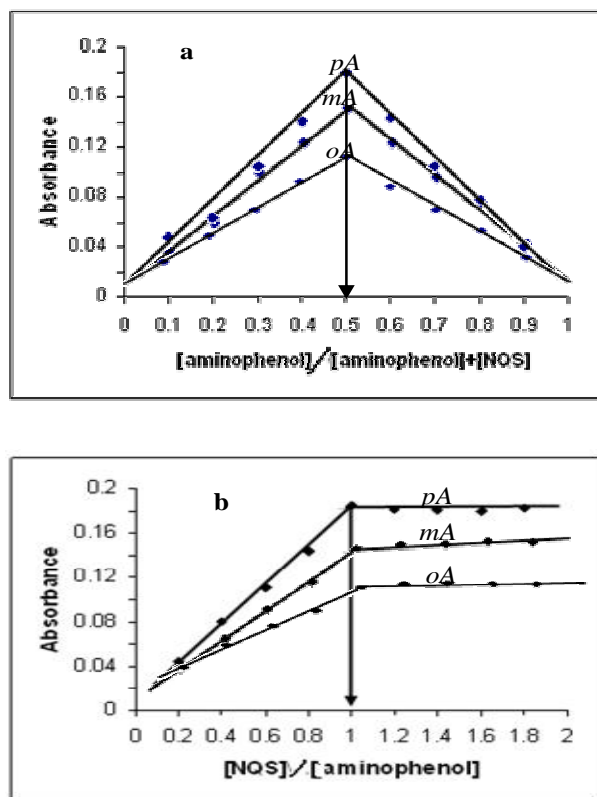 a
0.2
0.16
0.12
0.08
0.04
0
Absorbance
pA
mA
oA
0 0.1 0.2 0.3 0.4 0.5 0.6 0.7 0.8 0.9 1
[aminophenol]/[aminophenol]+[NQS]
b
0.2
0.16
0.12
0.08
0.04
0
Absorbance
pA
mA
oA
0 0.2 0.4 0.6 0.8 1 1.2 1.4 1.6 1.8 2
[NQS]/[aminophenol]